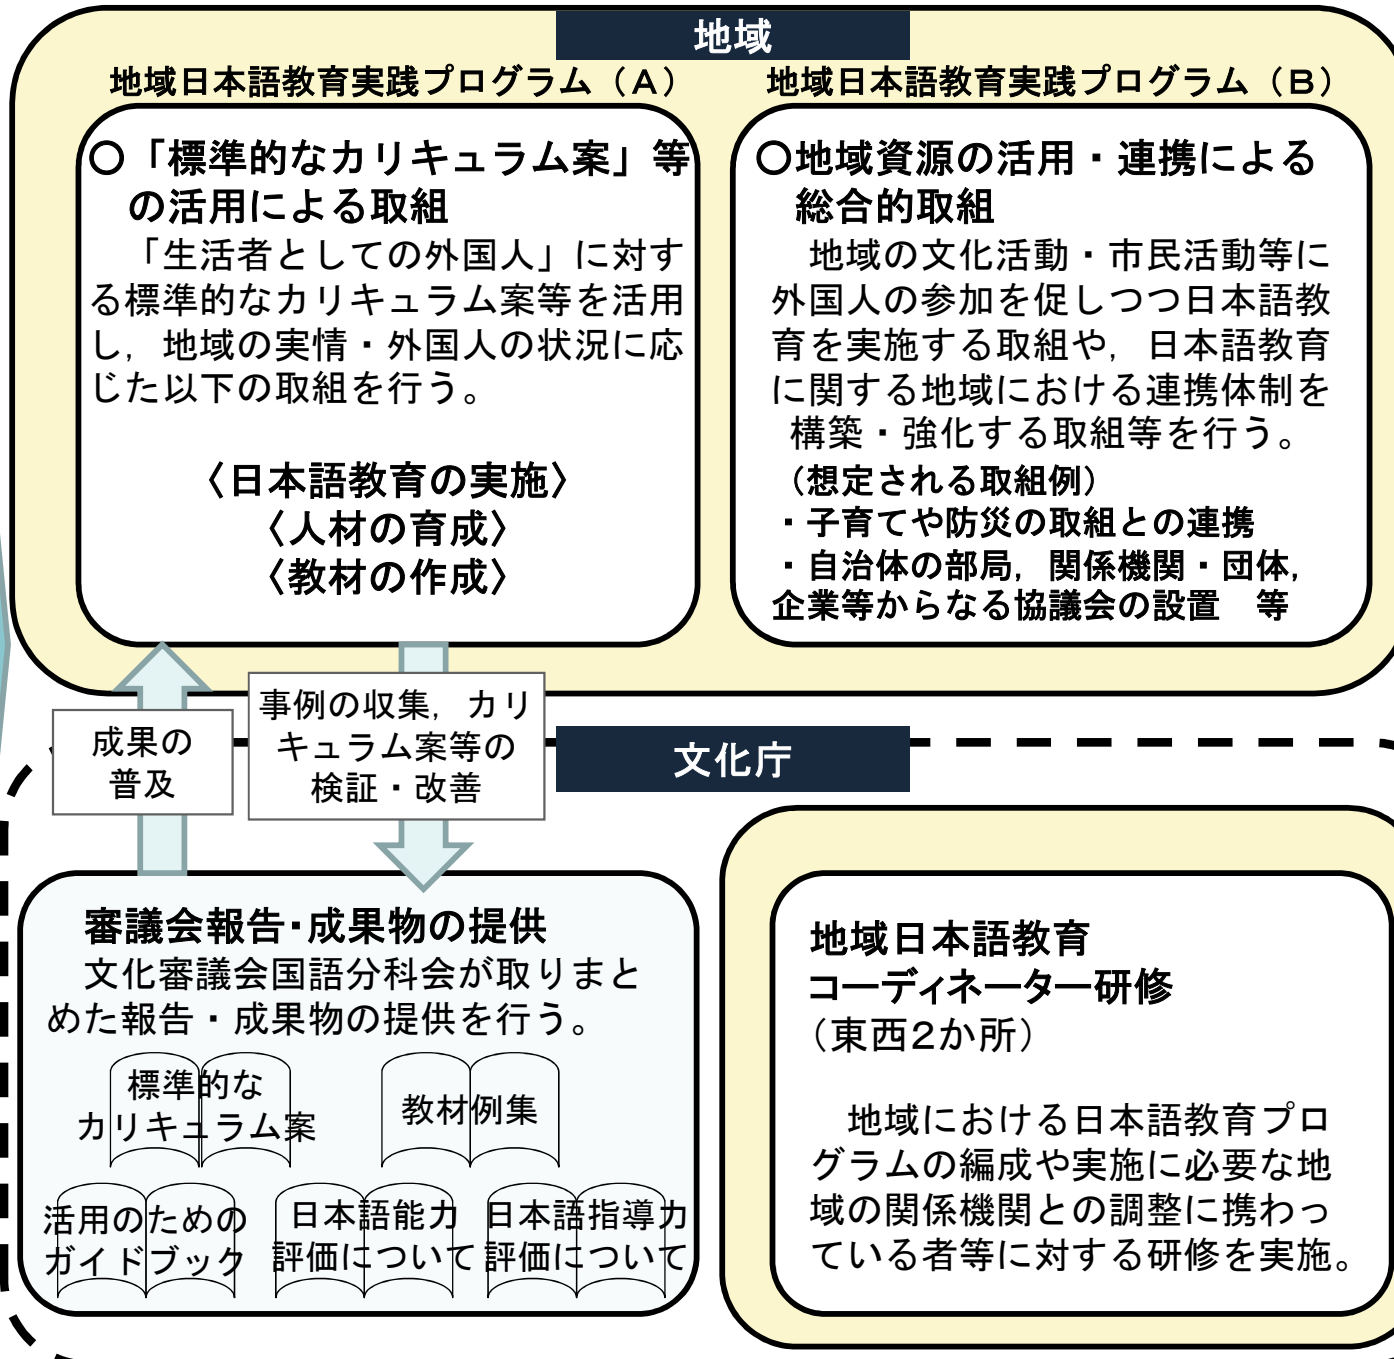 地域
地域日本語教育実践プログラム（Ａ）
○「標準的なカリキュラム案」等
の活用による取組
「生活者としての外国人」に対す
る標準的なカリキュラム案等を活用
し，地域の実情・外国人の状況に応
じた以下の取組を行う。
〈日本語教育の実施〉
〈人材の育成〉
〈教材の作成〉
地域日本語教育実践プログラム（Ｂ）
○地域資源の活用・連携による
総合的取組
地域の文化活動・市民活動等に
外国人の参加を促しつつ日本語教
育を実施する取組や，日本語教育
に関する地域における連携体制を
構築・強化する取組等を行う。
（想定される取組例）
・子育てや防災の取組との連携
・自治体の部局，関係機関・団体，
企業等からなる協議会の設置　等
成果の
普及
事例の収集，カリ
キュラム案等の
検証・改善
文化庁
審議会報告・成果物の提供
文化審議会国語分科会が取りまと
めた報告・成果物の提供を行う。
標準的な
カリキュラム案
教材例集
活用のための
ガイドブック
日本語能力
評価について
日本語指導力
評価について
地域日本語教育
コーディネーター研修
（東西２か所）
地域における日本語教育プロ
グラムの編成や実施に必要な地
域の関係機関との調整に携わっ
ている者等に対する研修を実施。